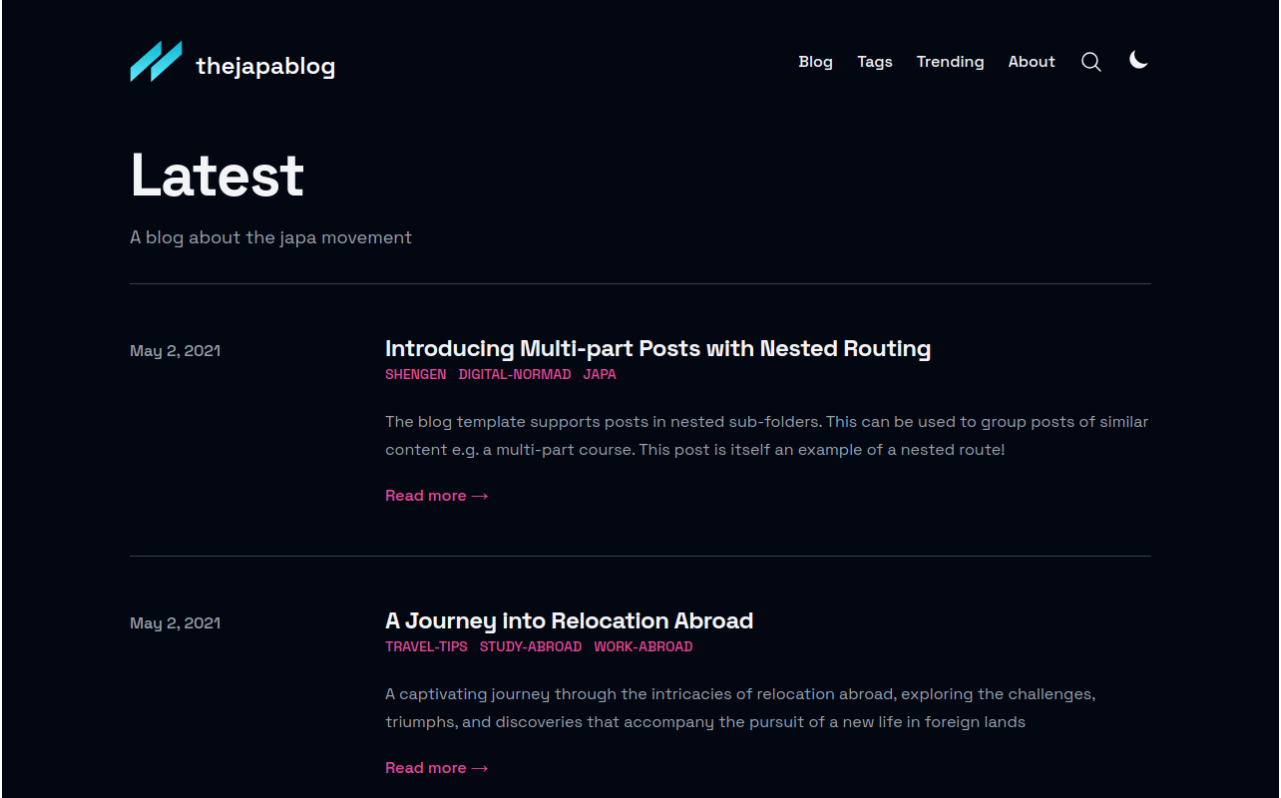 thejapablog
Blog Tags Trending About
Latest
A blog about the japa movement
May 2, 2021
Introducing Multi-part Posts with Nested Routing
SHENGEN DIGITAL-NORMAD JAPA
The blog template supports posts in nested sub-folders. This can be used to group posts of similar
content e.g. a multi-part course. This post is itself an example of a nested route!
Read more →
May 2, 2021
A Journey into Relocation Abroad
TRAVEL-TIPS STUDY-ABROAD WORK-ABROAD
A captivating journey through the intricacies of relocation abroad, exploring the challenges,
triumphs, and discoveries that accompany the pursuit of a new life in foreign lands
Read more →